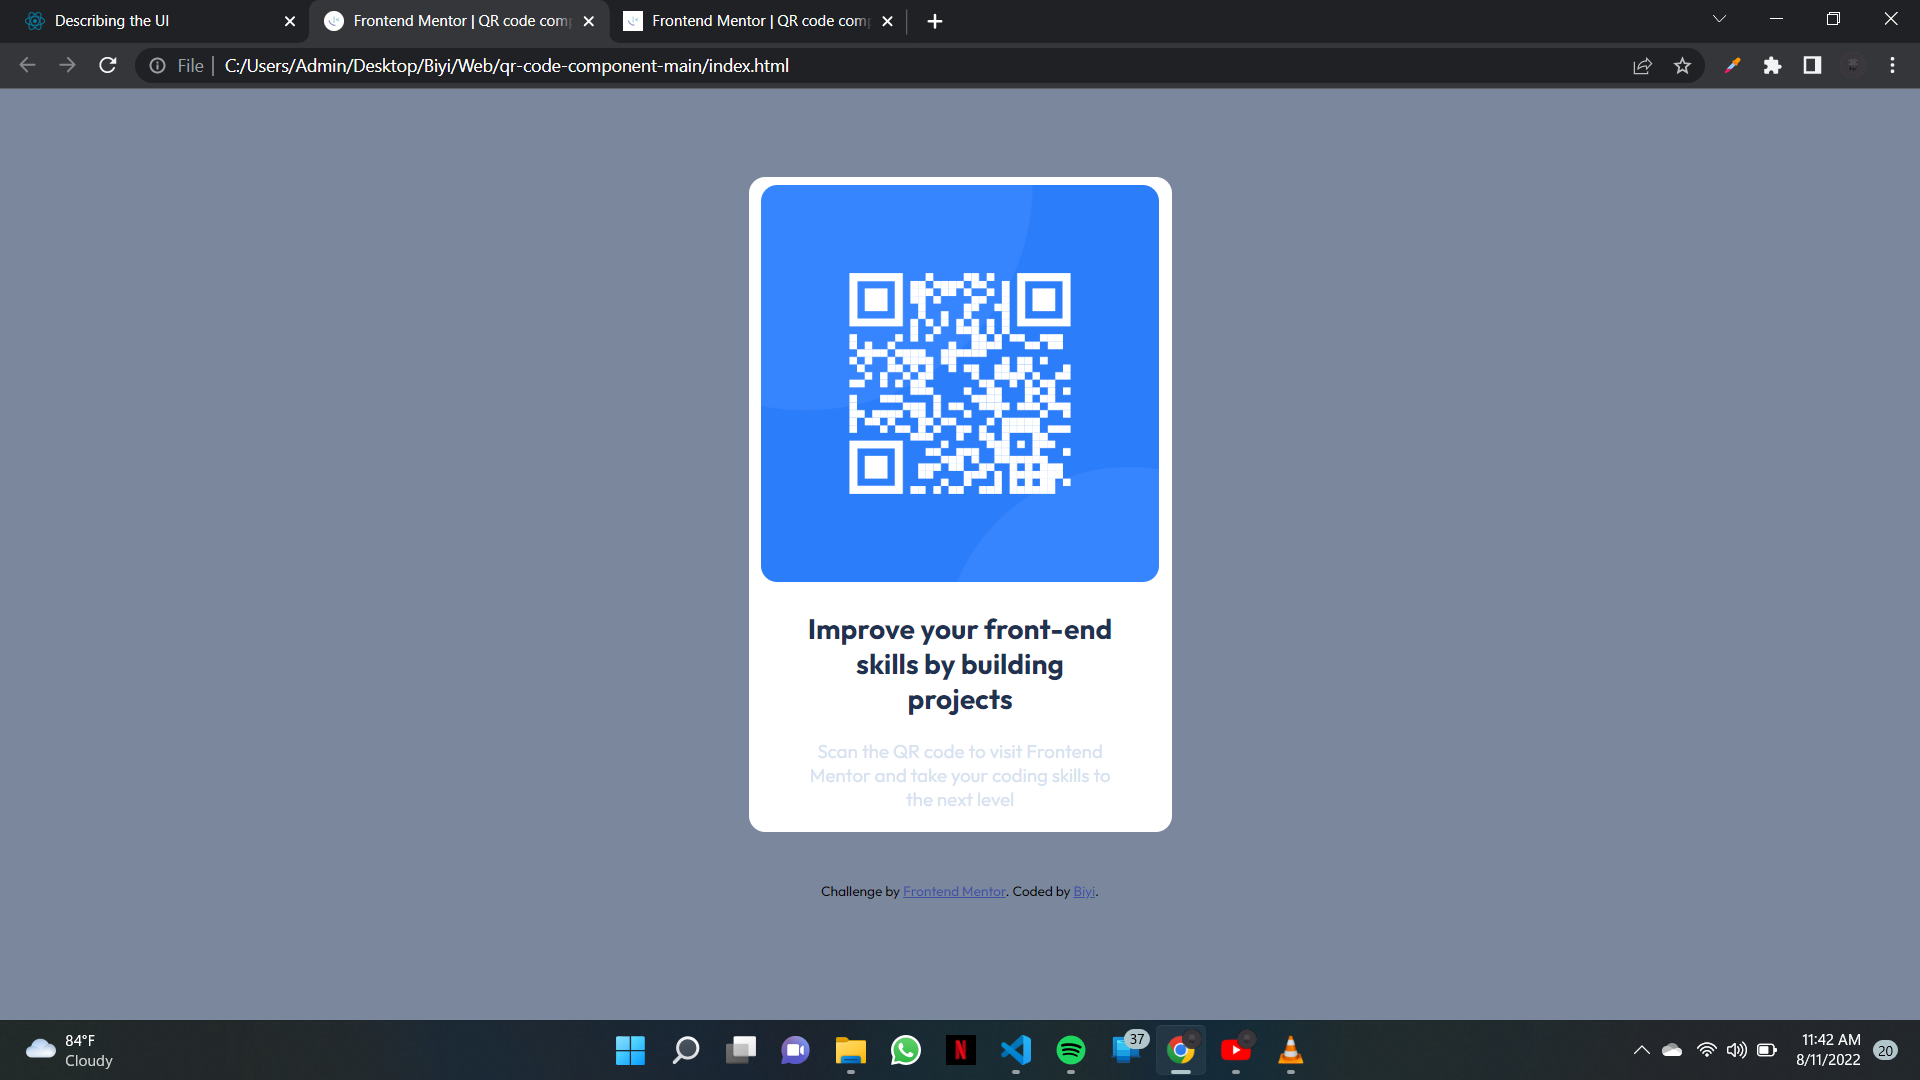 Describing the UI
Frontend Mentor | QR code comp
Frontend Mentor | QR code comp
File
C:/Users/Admin/Desktop/Biyi/Web/qr-code-component-main/index.html
Improve your front-end
skills by building
projects
Scan the QR code to visit Frontend
Mentor and take your coding skills to
the next level
Challenge by Frontend Mentor. Coded by Biyi.
84°F
Cloudy
N
37
11:42 AM
8/11/2022
20